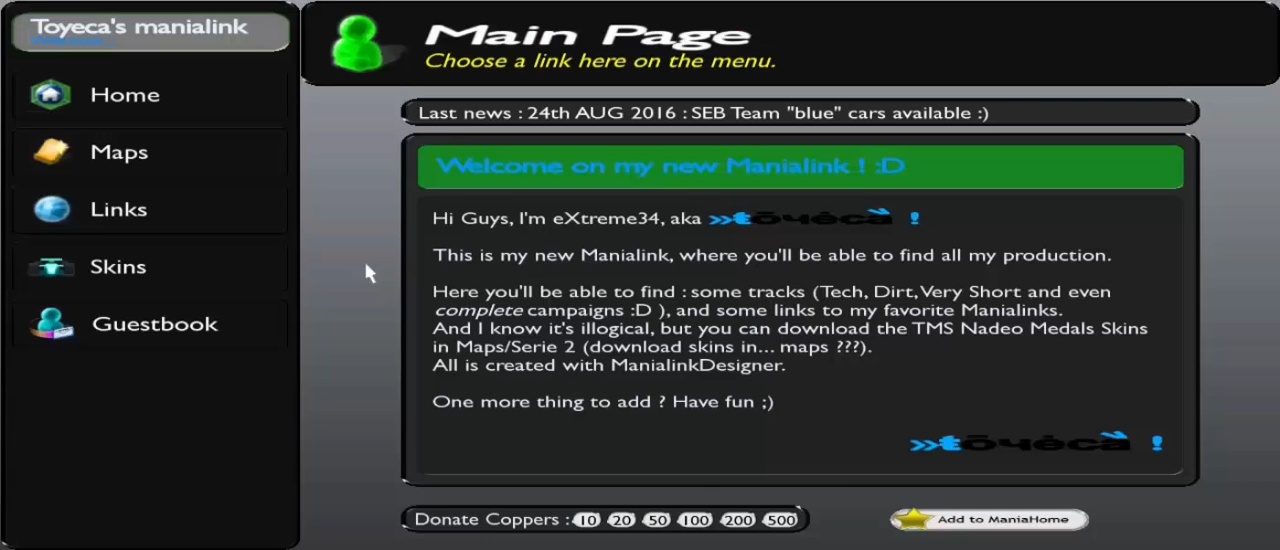 Toyeca's manialink
Home
Maps
Links
Skins
Guestbook
Main Page
Choose a link here on the menu.
Last news : 24th AUG 2016 : SEB Team "blue" cars available :)
Welcome on my new Manialink ! :D
Hi Guys, I'm eXtreme34, aka »ŧōчėcà !
This is my new Manialink, where you'll be able to find all my production.
Here you'll be able to find : some tracks (Tech, Dirt, Very Short and even
complete campaigns :D ), and some links to my favorite Manialinks.
And I know it's illogical, but you can download the TMS Nadeo Medals Skins
in Maps/Serie 2 (download skins in... maps ???).
All is created with ManialinkDesigner.
One more thing to add ? Have fun ;)
»ŧōчėcà !
Donate Coppers : 10 20 50 100 200 500
Add to ManiaHome